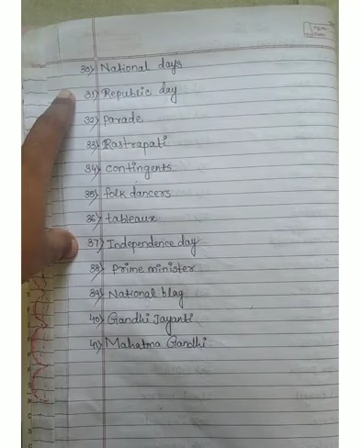 30) National days
31) Republic day
32) Parade
33) Rastrapati
34) contingents
35) folk dancers
36) tableaux
37) Independence day
38) Prime minister
39) National blag
40) Gandhi Jayanti
41) Mahatma Gandhi